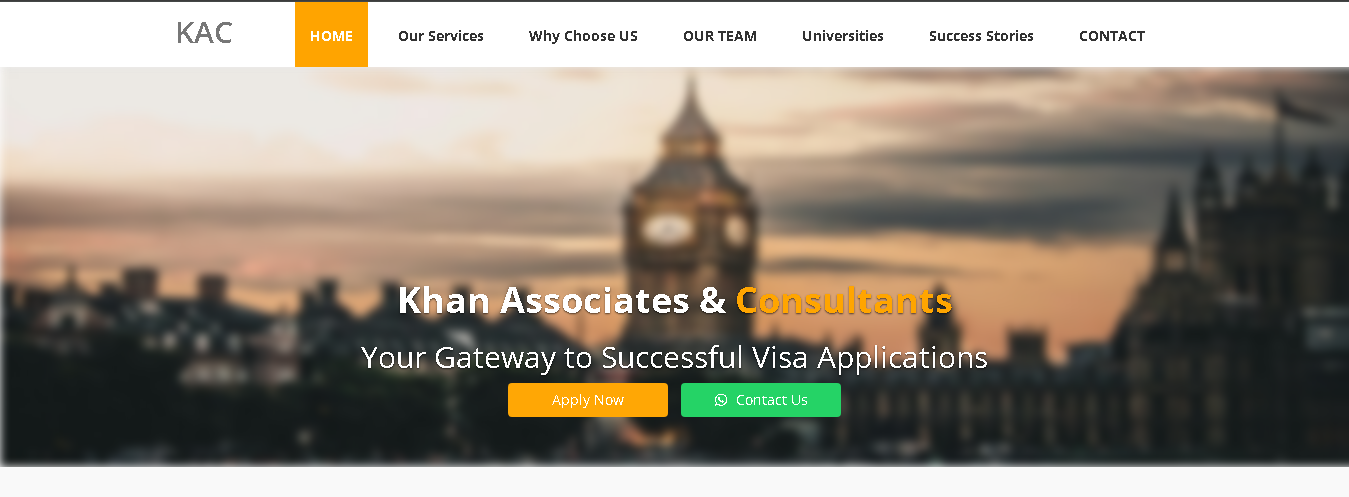 KAC
HOME
Our Services
Why Choose US
OUR TEAM
Universities
Success Stories
CONTACT
Khan Associates & Consultants
Your Gateway to Successful Visa Applications
Apply Now
Contact Us